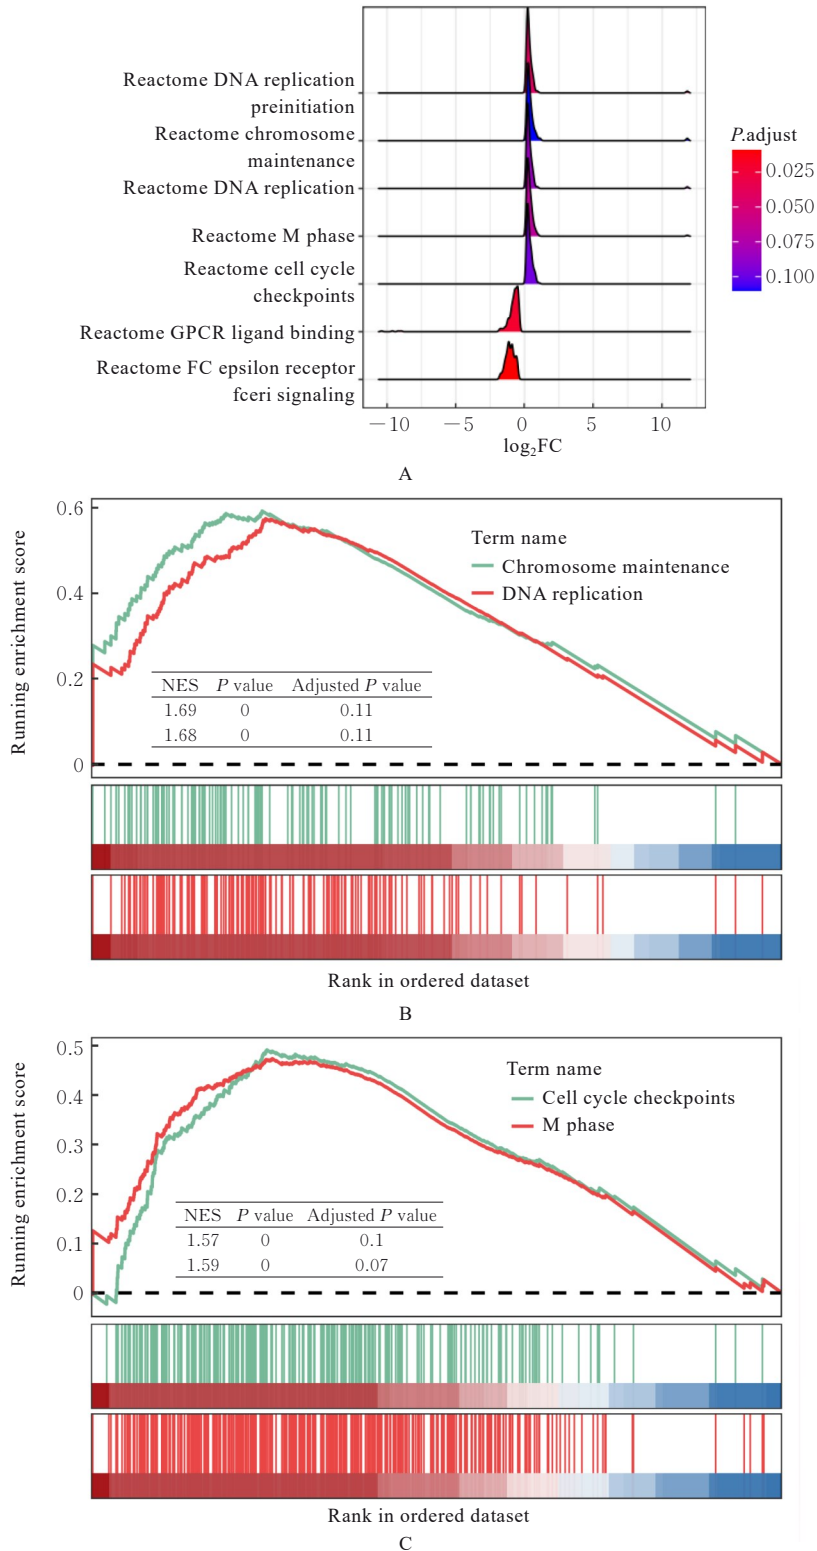 Reactome DNA replication
preinitiation
Reactome chromosome
maintenance
Reactome DNA replication
Reactome M phase
Reactome cell cycle
checkpoints
Reactome GPCR ligand binding
Reactome FC epsilon receptor
fceri signaling
P.adjust
0.025
0.050
0.075
0.100
−10 −5 0 5 10
log₂FC
A
Running enrichment score
0.6
0.4
0.2
0
Term name
Chromosome maintenance
DNA replication
NES P value Adjusted P value
1.69 0 0.11
1.68 0 0.11
Rank in ordered dataset
B
Running enrichment score
0.5
0.4
0.3
0.2
0.1
0
Term name
Cell cycle checkpoints
M phase
NES P value Adjusted P value
1.57 0 0.1
1.59 0 0.07
Rank in ordered dataset
C